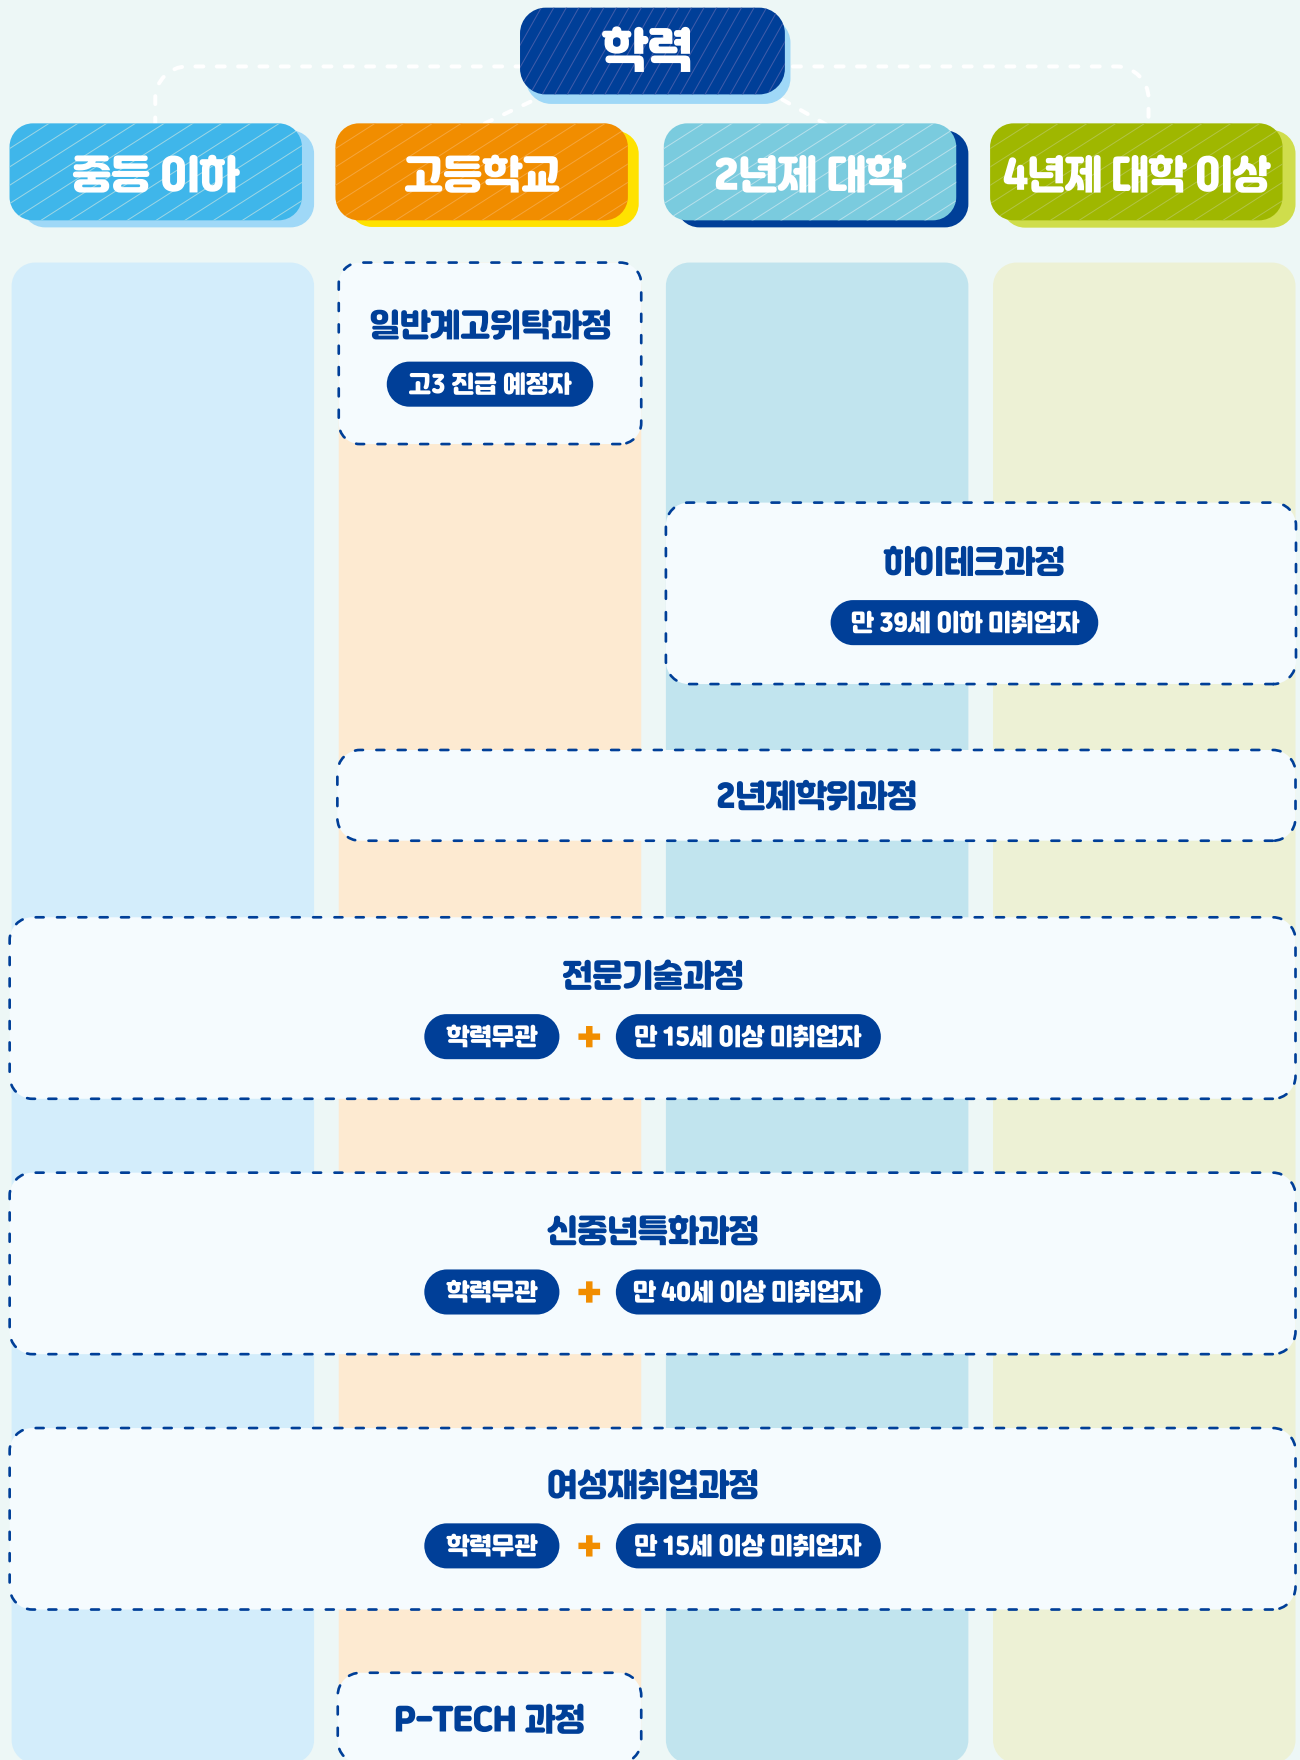 학력
중등 이하
고등학교
2년제 대학
4년제 대학 이상
일반계고위탁과정
고3 진급 예정자
하이테크과정
만 39세 이하 미취업자
2년제학위과정
전문기술과정
학력무관 + 만 15세 이상 미취업자
신중년특화과정
학력무관 + 만 40세 이상 미취업자
여성재취업과정
학력무관 + 만 15세 이상 미취업자
P-TECH 과정